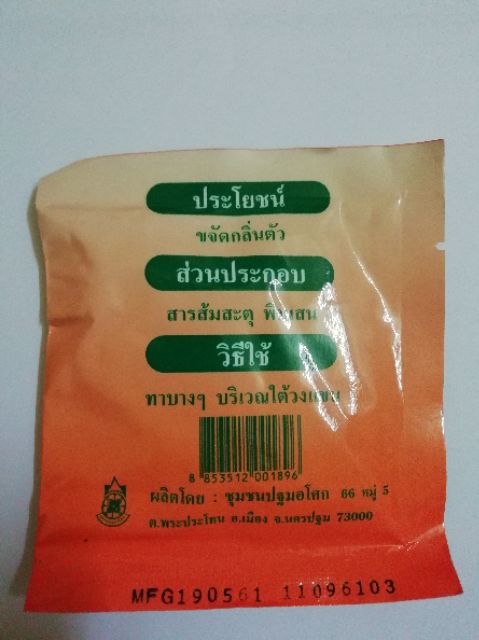 ประโยชน์
ขจัดกลิ่นตัว
ส่วนประกอบ
สารส้มสะตุ พิมเสน
วิธีใช้
ทาบางๆ บริเวณใต้วงแขน
8 853512 001896
ผลิตโดย : ชุมชนปฐมอโศก 66 หมู่ 5
ต.พระประโทน อ.เมือง จ.นครปฐม 73000
MFG190561 11096103